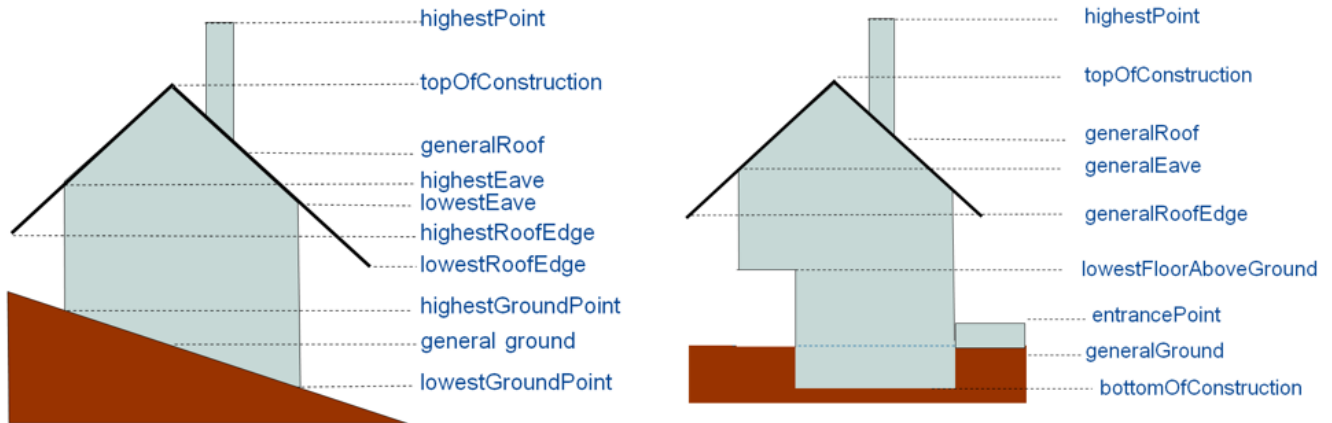 highestPoint
topOfConstruction
generalRoof
highestEave
lowestEave
highestRoofEdge
lowestRoofEdge
highestGroundPoint
general ground
lowestGroundPoint
highestPoint
topOfConstruction
generalRoof
generalEave
generalRoofEdge
lowestFloorAboveGround
entrancePoint
generalGround
bottomOfConstruction